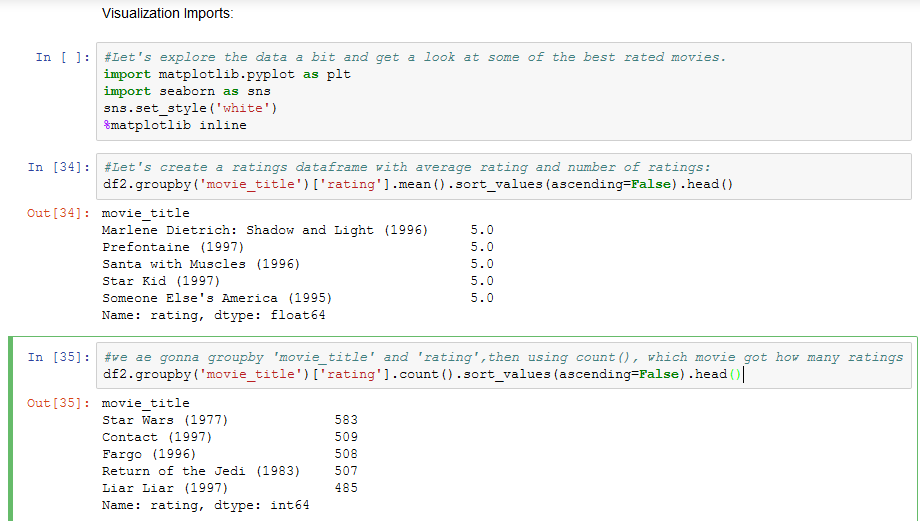 Visualization Imports:
In [ ]: #Let's explore the data a bit and get a look at some of the best rated movies.
import matplotlib.pyplot as plt
import seaborn as sns
sns.set_style('white')
%matplotlib inline
In [34]: #Let's create a ratings dataframe with average rating and number of ratings:
df2.groupby('movie_title')['rating'].mean().sort_values(ascending=False).head()
Out[34]: movie_title
Marlene Dietrich: Shadow and Light (1996) 5.0
Prefontaine (1997) 5.0
Santa with Muscles (1996) 5.0
Star Kid (1997) 5.0
Someone Else's America (1995) 5.0
Name: rating, dtype: float64
In [35]: #we ae gonna groupby 'movie_title' and 'rating',then using count(), which movie got how many ratings
df2.groupby('movie_title')['rating'].count().sort_values(ascending=False).head()
Out[35]: movie_title
Star Wars (1977) 583
Contact (1997) 509
Fargo (1996) 508
Return of the Jedi (1983) 507
Liar Liar (1997) 485
Name: rating, dtype: int64